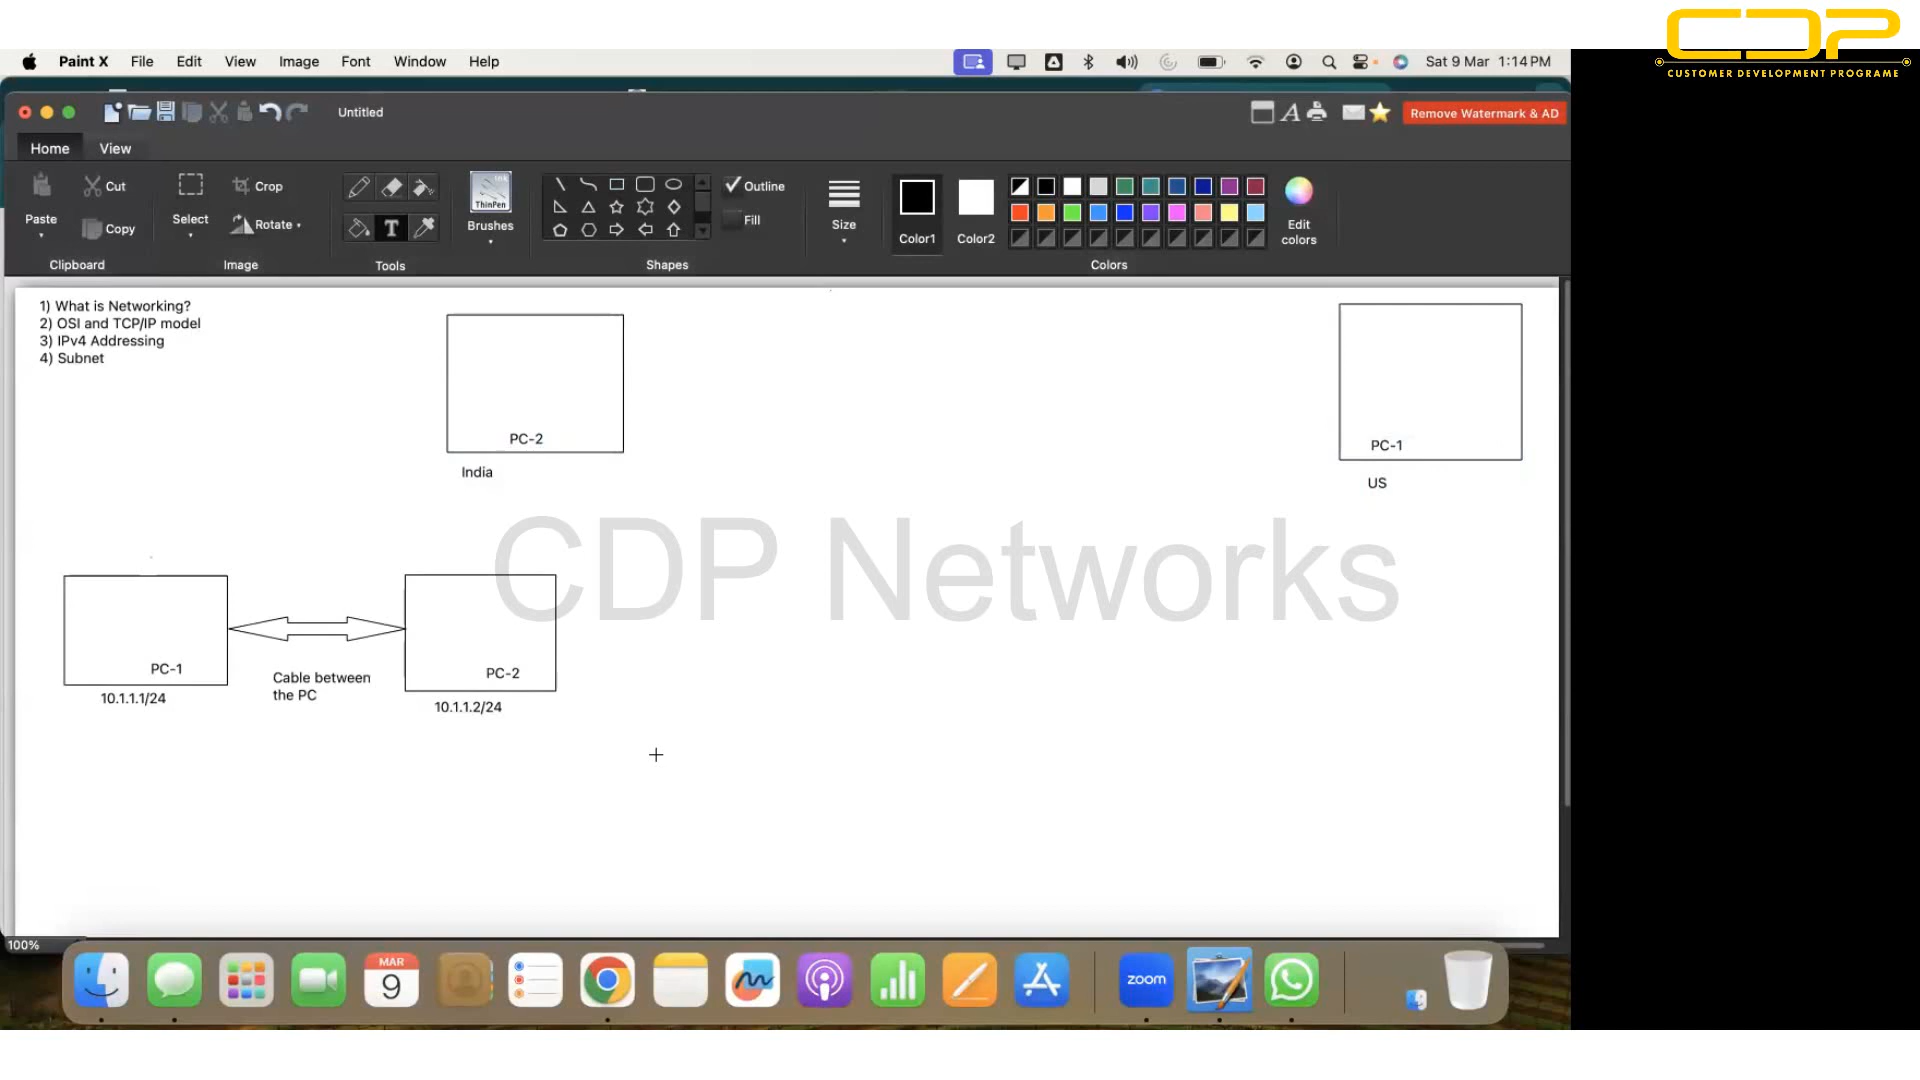 CDP
CUSTOMER DEVELOPMENT PROGRAME
Paint X File Edit View Image Font Window Help
Sat 9 Mar 1:14 PM
Untitled
A
Remove Watermark & AD
Home View
Paste
Cut
Copy
Clipboard
Select
Crop
Rotate
Image
T
Tools
Ink
ThinPen
Brushes
Shapes
Outline
Fill
Size
Color1
Color2
Colors
Edit colors
1) What is Networking?
2) OSI and TCP/IP model
3) IPv4 Addressing
4) Subnet
PC-2
India
PC-1
US
CDP Networks
PC-1
10.1.1.1/24
Cable between
the PC
PC-2
10.1.1.2/24
100%
MAR
9
zoom